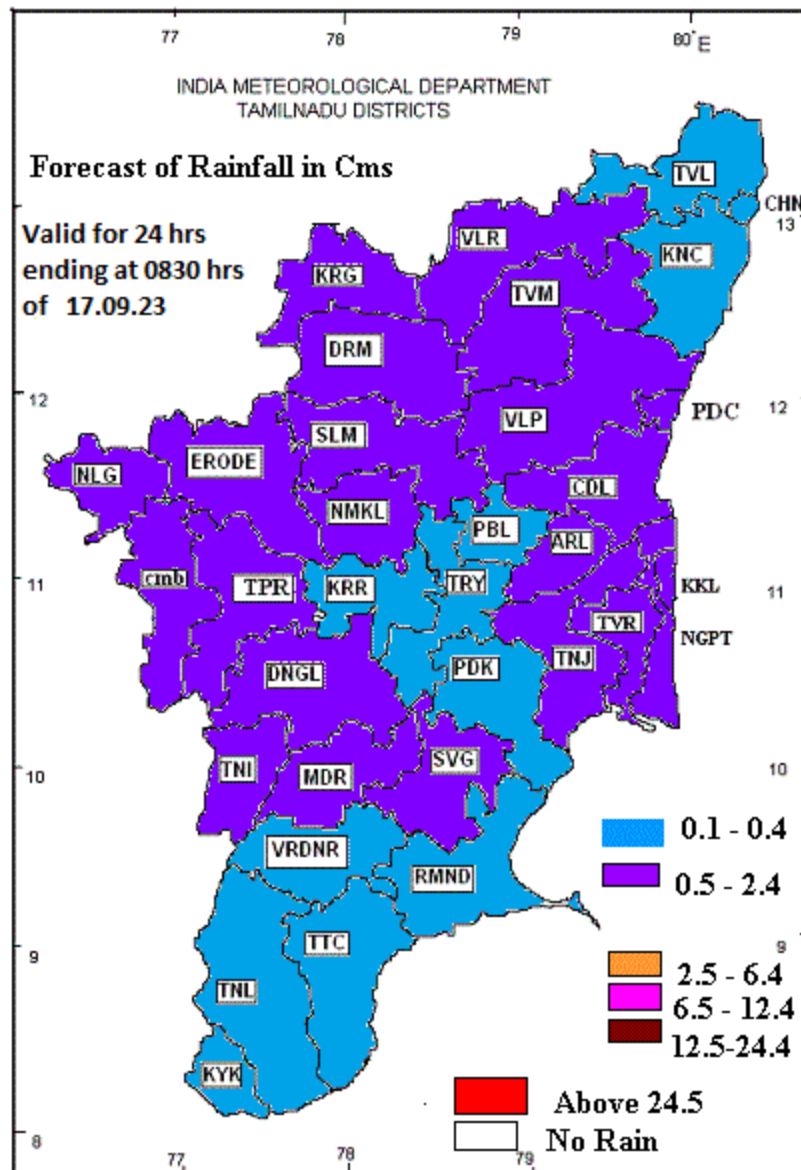 77 78 79 80°E
INDIA METEOROLOGICAL DEPARTMENT
TAMILNADU DISTRICTS
Forecast of Rainfall in Cms
TVL
CHN
13
Valid for 24 hrs
ending at 0830 hrs
of 17.09.23
VLR
KNC
KRG
TVM
DRM
12
12
PDC
VLP
SLM
ERODE
NLG
CDL
NMKL
PBL
ARL
11
11
cmb
TPR
KRR
TRY
KKL
TVR
NGPT
TNJ
PDK
DNGL
10
10
TNI
MDR
SVG
0.1 - 0.4
VRDNR
RMND
0.5 - 2.4
9
9
TTC
2.5 - 6.4
TNL
6.5 - 12.4
12.5-24.4
KYK
Above 24.5
No Rain
8
77 78 79